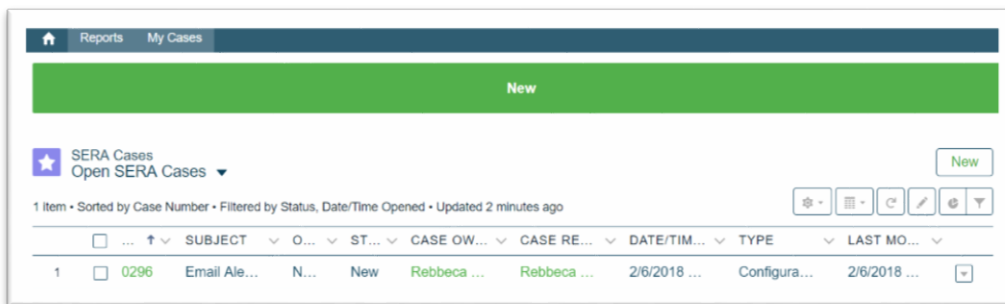 Reports My Cases
New
SERA Cases
Open SERA Cases
New
1 item • Sorted by Case Number • Filtered by Status, Date/Time Opened • Updated 2 minutes ago
... SUBJECT O... ST... CASE OW... CASE RE... DATE/TIM... TYPE LAST MO...
1 0296 Email Ale... N... New Rebbeca ... Rebbeca ... 2/6/2018 ... Configura... 2/6/2018 ...